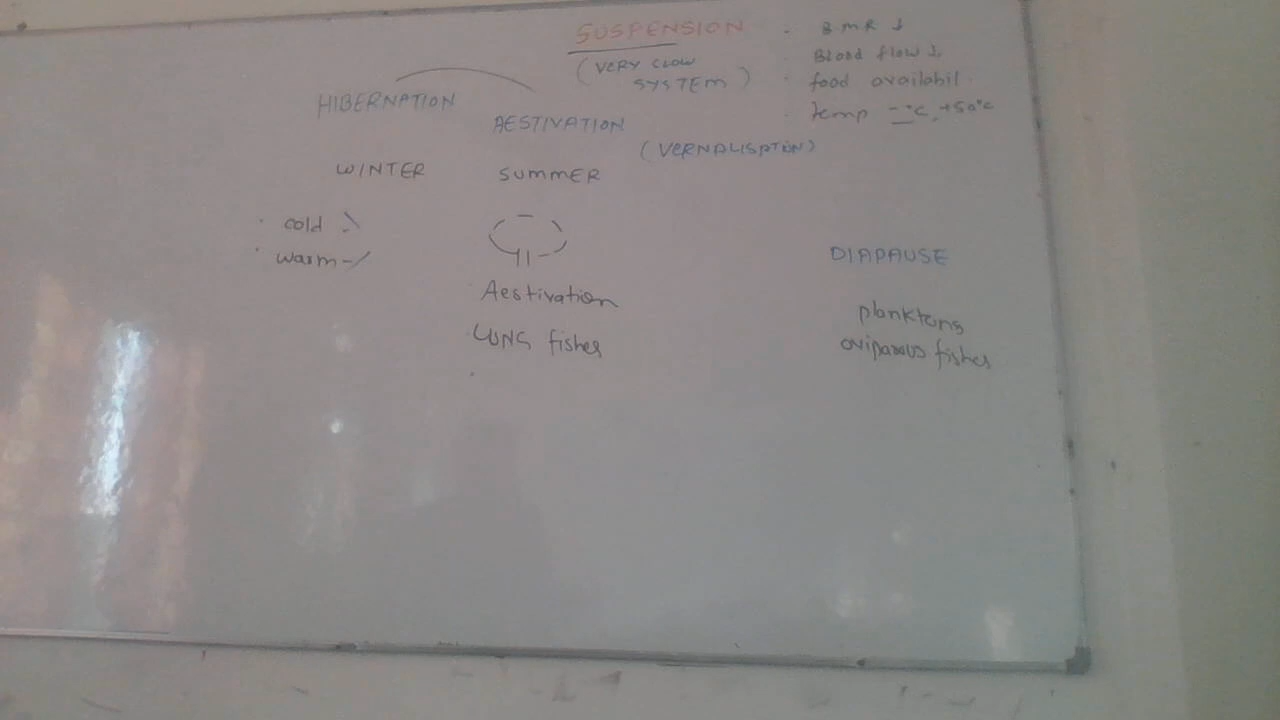 SUSPENSION
(VERY SLOW
SYSTEM)
· BMR ↓
· Blood flow ↓
· food availabil.
· temp -°C, +50°C
HIBERNATION
AESTIVATION
(VERNALISATION)
WINTER
SUMMER
· cold
· warm -
Aestivation
LUNG fishes
DIAPAUSE
planktons
oviparous fishes